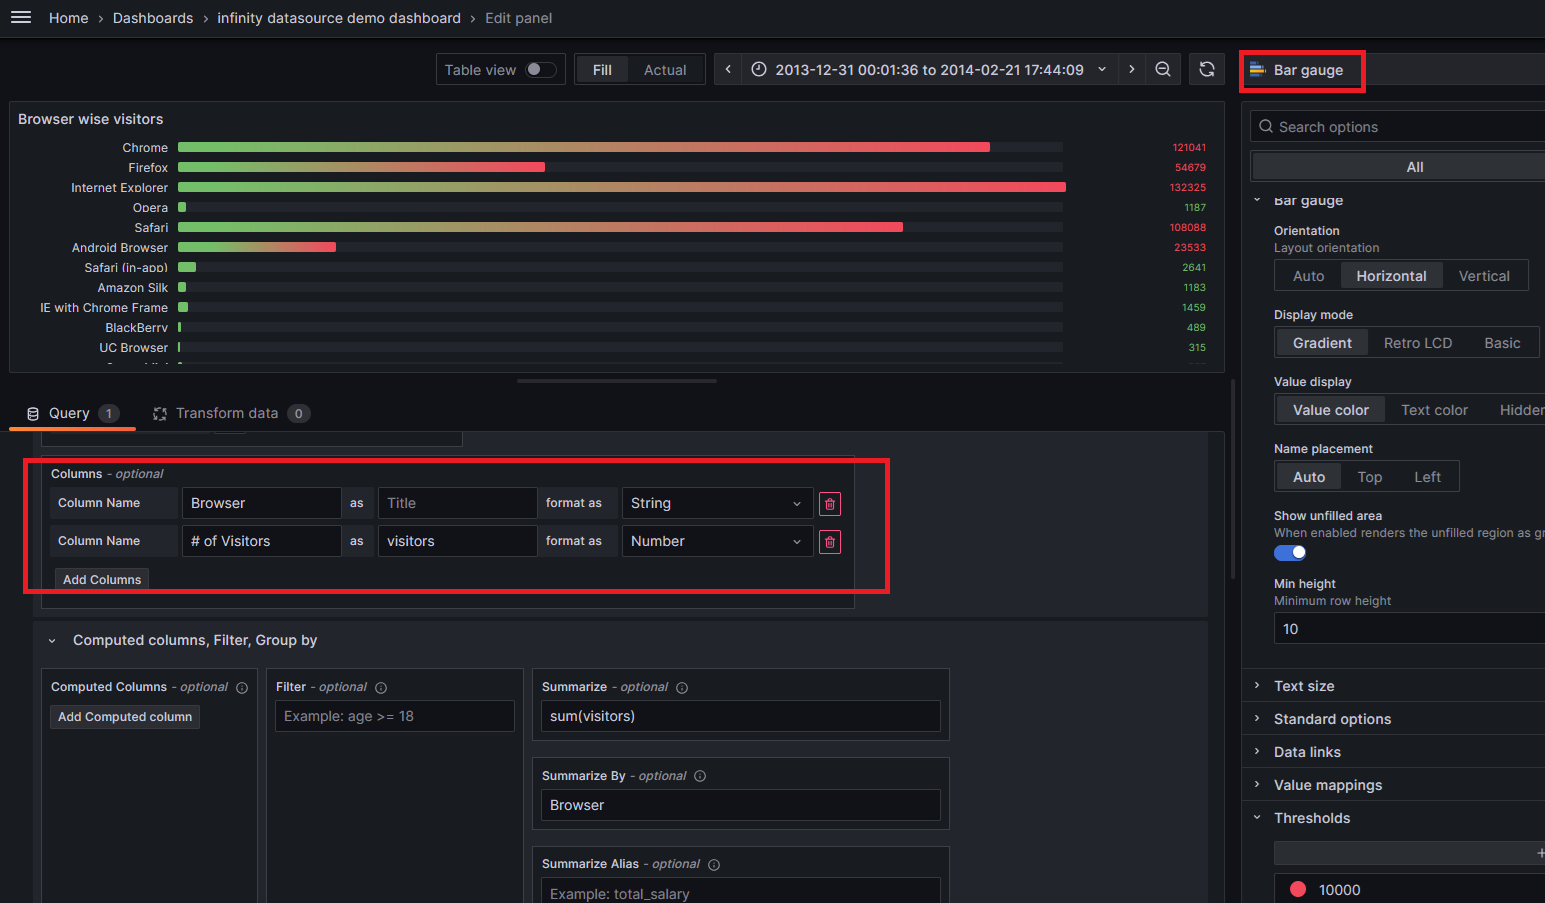 Home › Dashboards › infinity datasource demo dashboard › Edit panel
Table view Fill Actual 2013-12-31 00:01:36 to 2014-02-21 17:44:09 Bar gauge
Browser wise visitors
Chrome 121041
Firefox 54679
Internet Explorer 132325
Opera 1187
Safari 108088
Android Browser 23533
Safari (in-app) 2641
Amazon Silk 1183
IE with Chrome Frame 1459
BlackBerry 489
UC Browser 315
Query 1 Transform data 0
Columns - optional
Column Name Browser as Title format as String
Column Name # of Visitors as visitors format as Number
Add Columns
Computed columns, Filter, Group by
Computed Columns - optional Filter - optional Summarize - optional
Add Computed column Example: age >= 18 sum(visitors)
Summarize By - optional
Browser
Summarize Alias - optional
Example: total_salary
Search options
All
Bar gauge
Orientation
Layout orientation
Auto Horizontal Vertical
Display mode
Gradient Retro LCD Basic
Value display
Value color Text color Hidden
Name placement
Auto Top Left
Show unfilled area
When enabled renders the unfilled region as gr
Min height
Minimum row height
10
Text size
Standard options
Data links
Value mappings
Thresholds
+
10000